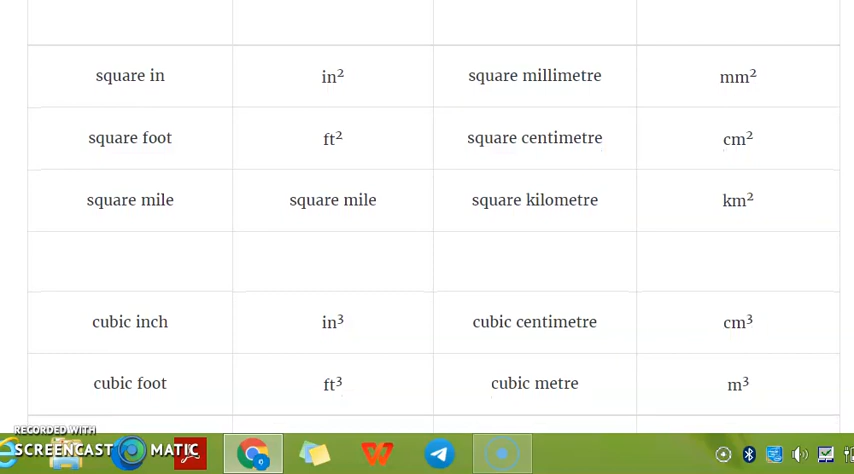 square in in² square millimetre mm²
square foot ft² square centimetre cm²
square mile square mile square kilometre km²
cubic inch in³ cubic centimetre cm³
cubic foot ft³ cubic metre m³
RECORDED WITH
SCREENCAST MATIC